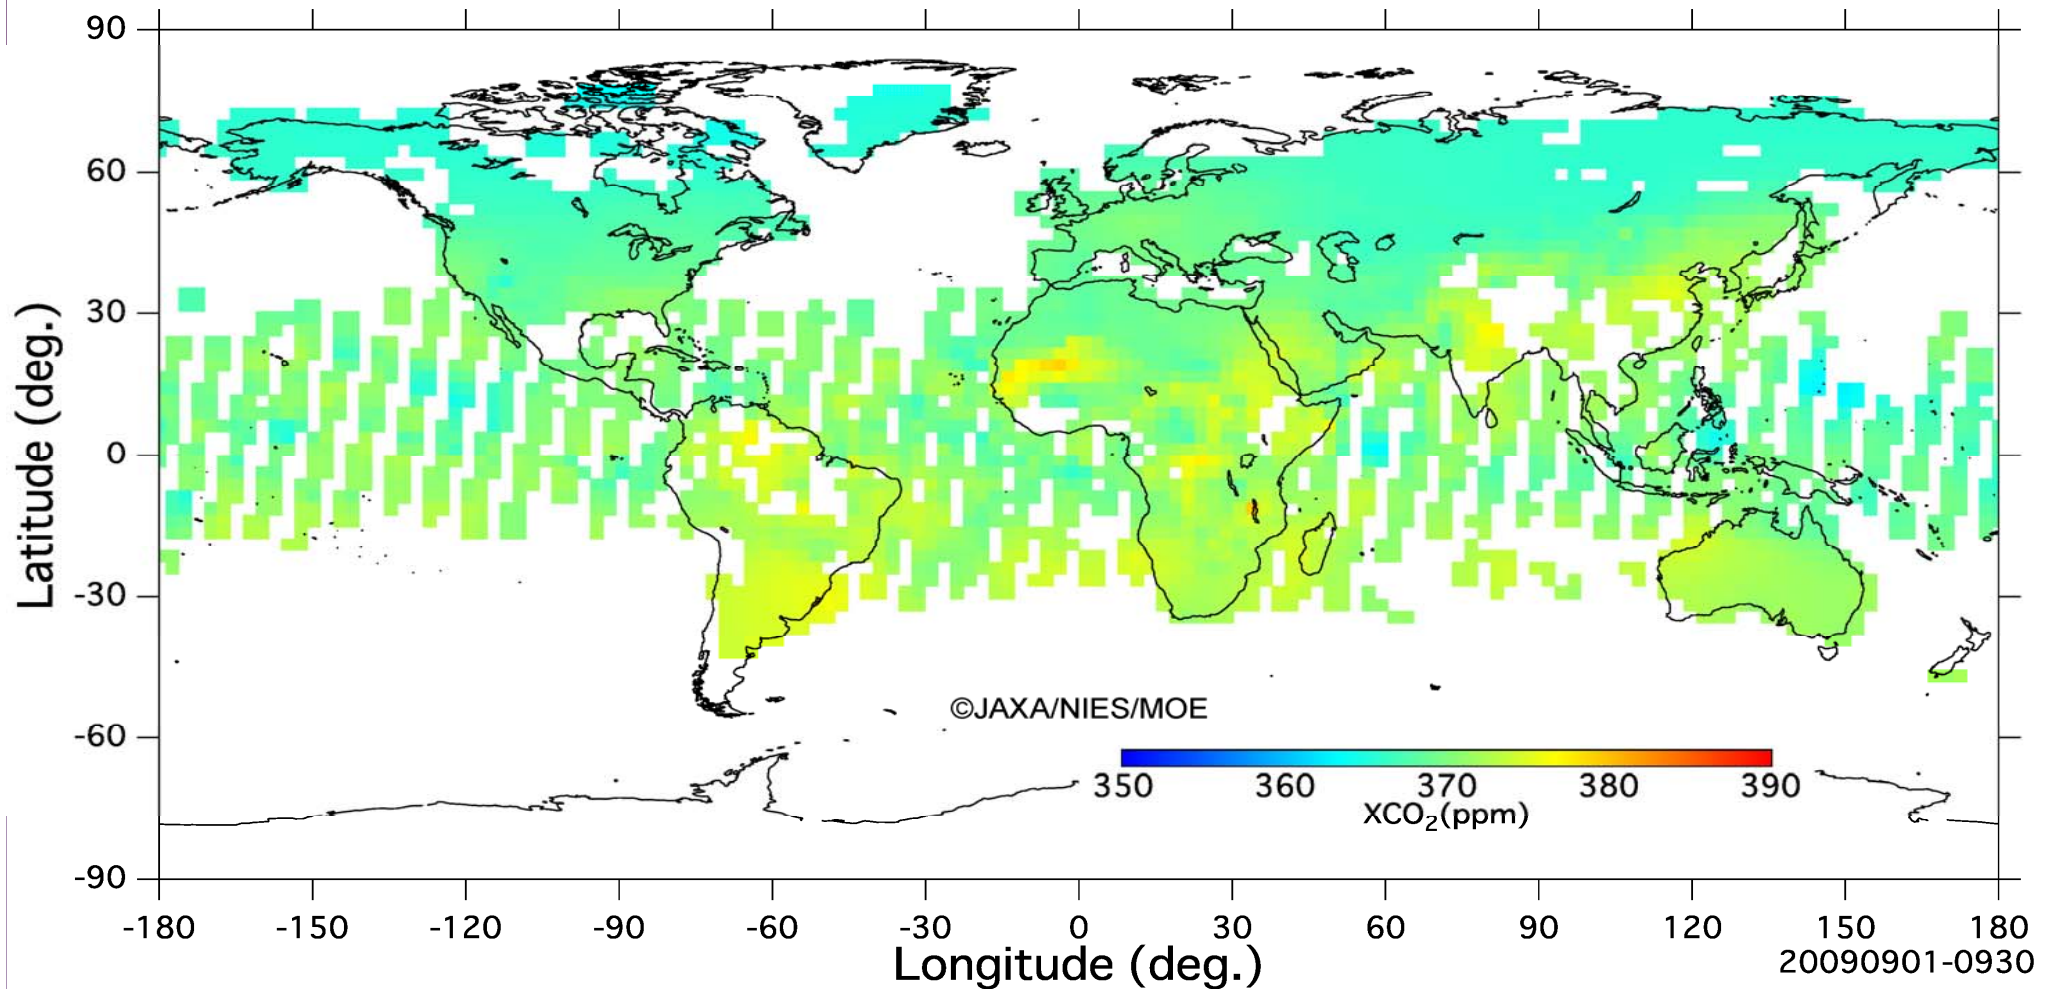 90
60
30
0
-30
-60
-90
Latitude (deg.)
©JAXA/NIES/MOE
350 360 370 380 390
XCO₂(ppm)
-180 -150 -120 -90 -60 -30 0 30 60 90 120 150 180
Longitude (deg.)
20090901-0930